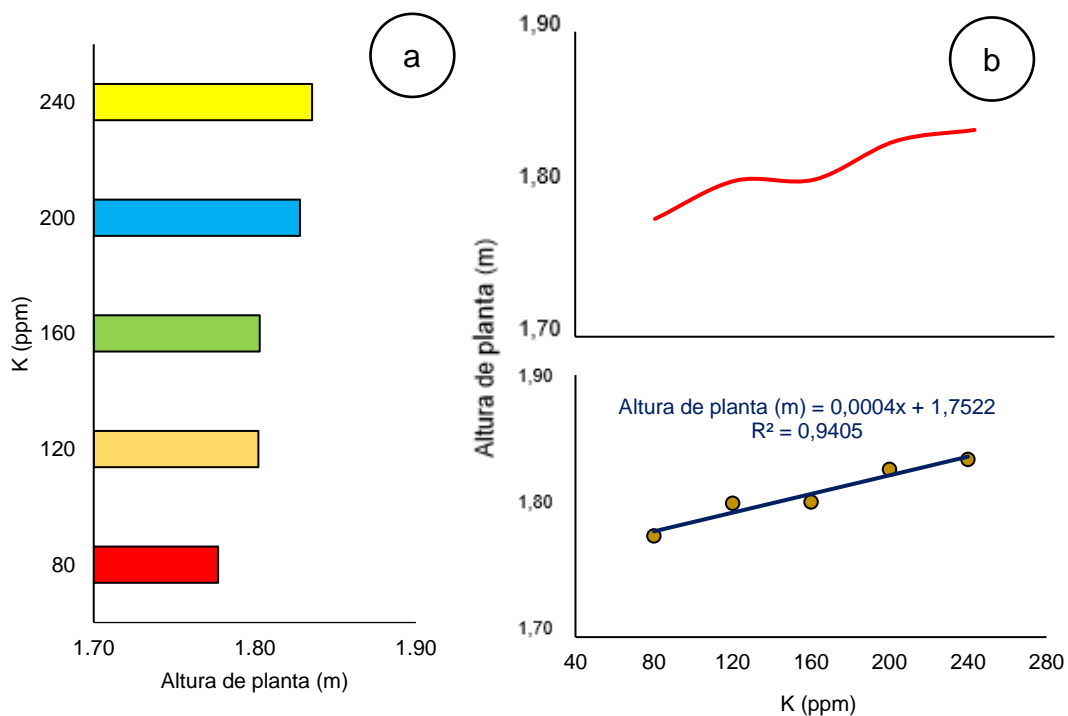 a
240
200
160
120
80
K (ppm)
1.70
1.80
1.90
Altura de planta (m)
b
1,90
1,80
1,70
Altura de planta (m)
1,90
1,80
1,70
Altura de planta (m) = 0,0004x + 1,7522
R² = 0,9405
40
80
120
160
200
240
280
K (ppm)